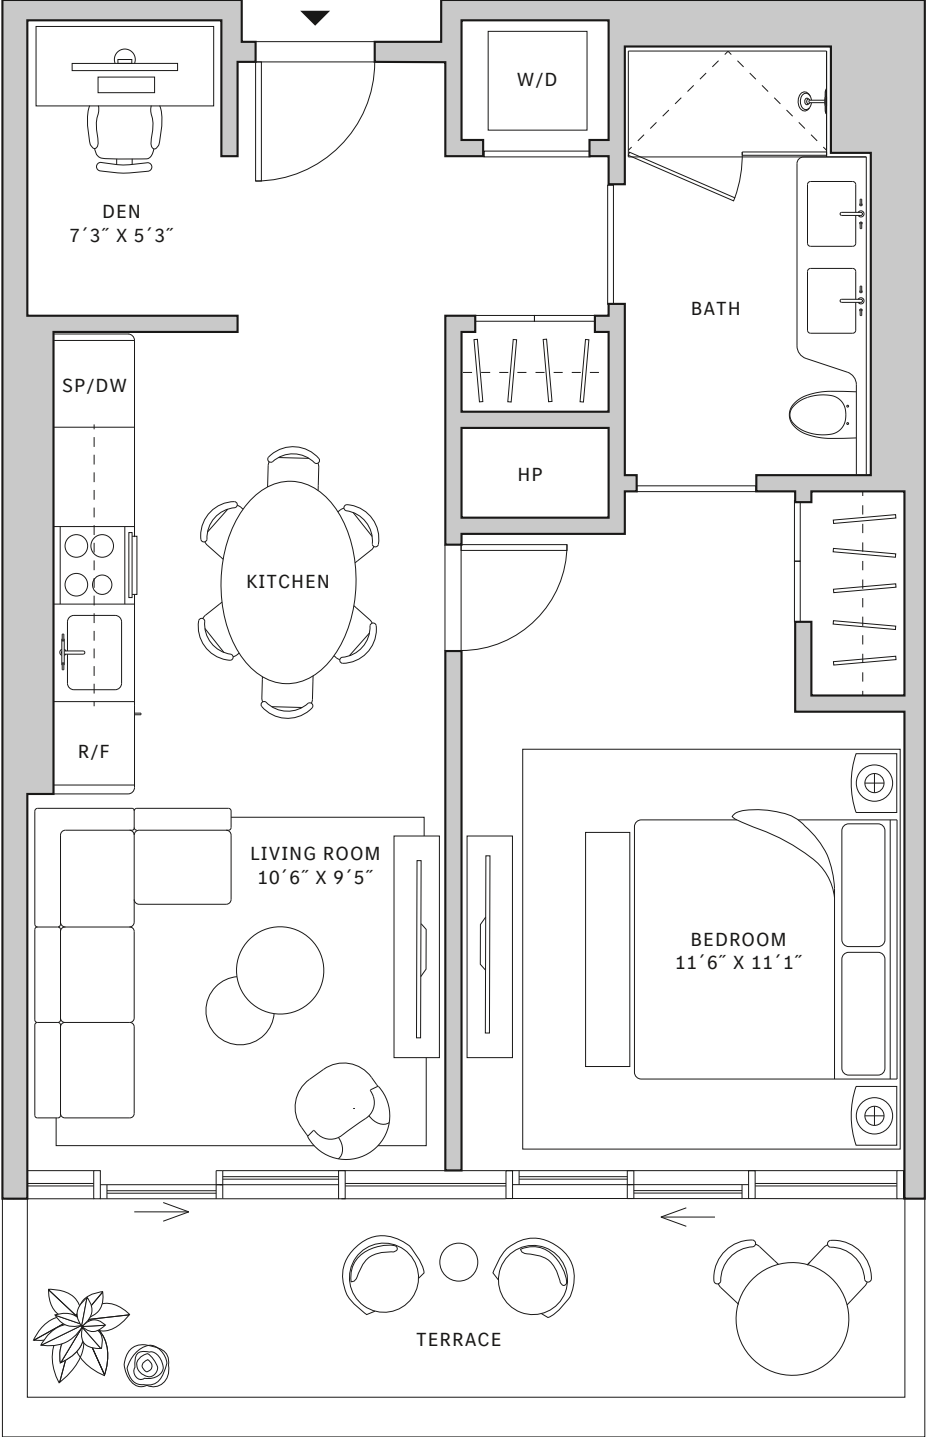 W/D
DEN
7´3˝ X 5´3˝
BATH
SP/DW
HP
KITCHEN
R/F
LIVING ROOM
10´6˝ X 9´5˝
BEDROOM
11´6˝ X 11´1˝
TERRACE